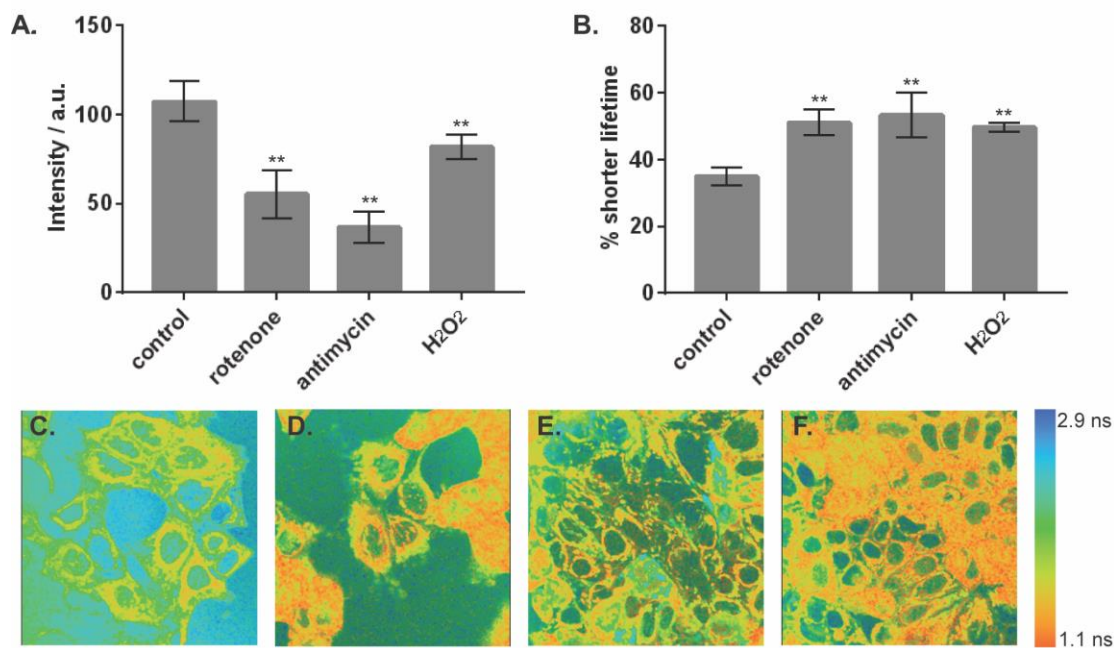 A.
150
100
50
0
Intensity / a.u.
**
**
**
control
rotenone
antimycin
H2O2
B.
80
60
40
20
0
% shorter lifetime
**
**
**
control
rotenone
antimycin
H2O2
C.
D.
E.
F.
2.9 ns
1.1 ns